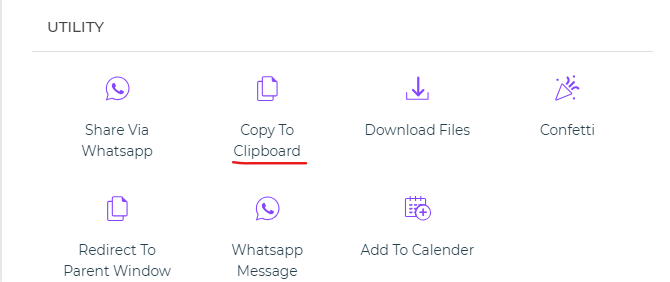 UTILITY
Share Via Copy To Download Files Confetti
Whatsapp Clipboard
Redirect To Whatsapp Add To Calender
Parent Window Message